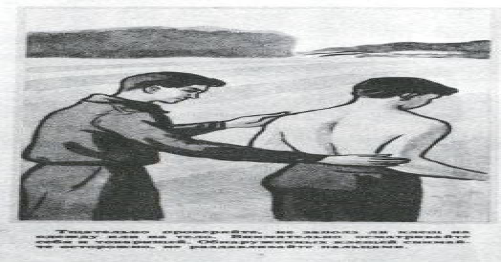 Тщательно проверяйте, не заполз ли клещ на
одежду или на тело. Внимательно осматривайте
себя и товарищей. Обнаруженных клещей снимай-
те осторожно, не раздавливайте пальцами.